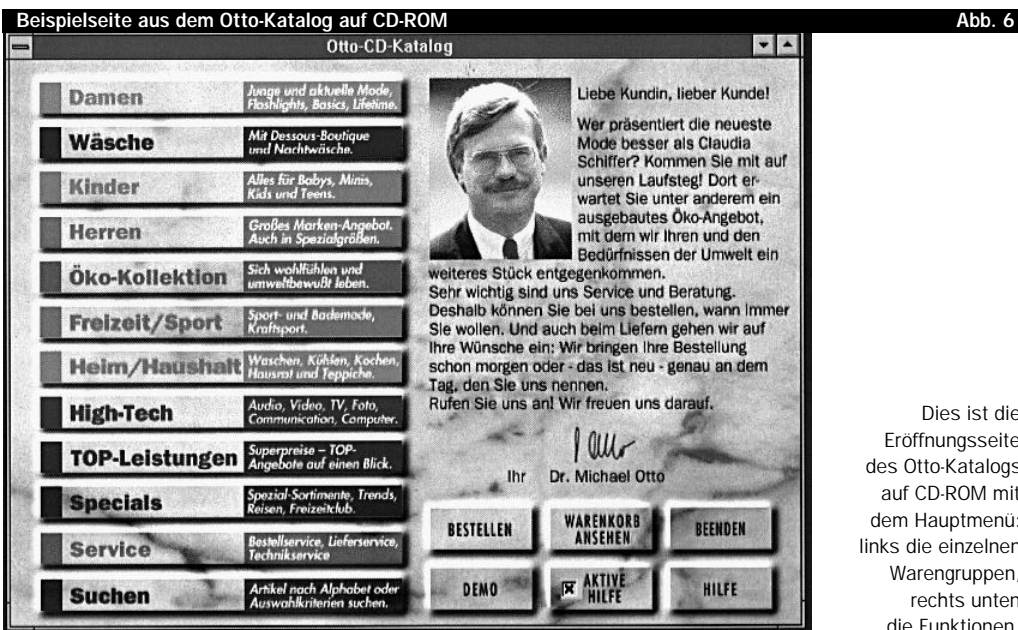 Beispielseite aus dem Otto-Katalog auf CD-ROM Abb. 6
Otto-CD-Katalog
Damen
Junge und aktuelle Mode,
Flashlights, Basics, Lifetime.
Wäsche
Mit Dessous-Boutique
und Nachtwäsche.
Kinder
Alles für Babys, Minis,
Kids und Teens.
Herren
Großes Marken-Angebot.
Auch in Spezialgrößen.
Öko-Kollektion
Sich wohlfühlen und
umweltbewußt leben.
Freizeit/Sport
Sport- und Bademode,
Kraftsport.
Heim/Haushalt
Waschen, Kühlen, Kochen,
Hausrat und Teppiche.
High-Tech
Audio, Video, TV, Foto,
Communication, Computer.
TOP-Leistungen
Superpreise – TOP-
Angebote auf einen Blick.
Specials
Spezial-Sortimente, Trends,
Reisen, Freizeitclub.
Service
Bestellservice, Lieferservice,
Technikservice
Suchen
Artikel nach Alphabet oder
Auswahlkriterien suchen.
Liebe Kundin, lieber Kunde!
Wer präsentiert die neueste
Mode besser als Claudia
Schiffer? Kommen Sie mit auf
unseren Laufsteg! Dort er-
wartet Sie unter anderem ein
ausgebautes Öko-Angebot,
mit dem wir Ihren und den
Bedürfnissen der Umwelt ein
weiteres Stück entgegenkommen.
Sehr wichtig sind uns Service und Beratung.
Deshalb können Sie bei uns bestellen, wann immer
Sie wollen. Und auch beim Liefern gehen wir auf
Ihre Wünsche ein: Wir bringen Ihre Bestellung
schon morgen oder - das ist neu - genau an dem
Tag, den Sie uns nennen.
Rufen Sie uns an! Wir freuen uns darauf.
Ihr Dr. Michael Otto
BESTELLEN
WARENKORB
ANSEHEN
BEENDEN
DEMO
AKTIVE
HILFE
HILFE
Dies ist die
Eröffnungsseite
des Otto-Katalogs
auf CD-ROM mit
dem Hauptmenü:
links die einzelnen
Warengruppen,
rechts unten
die Funktionen